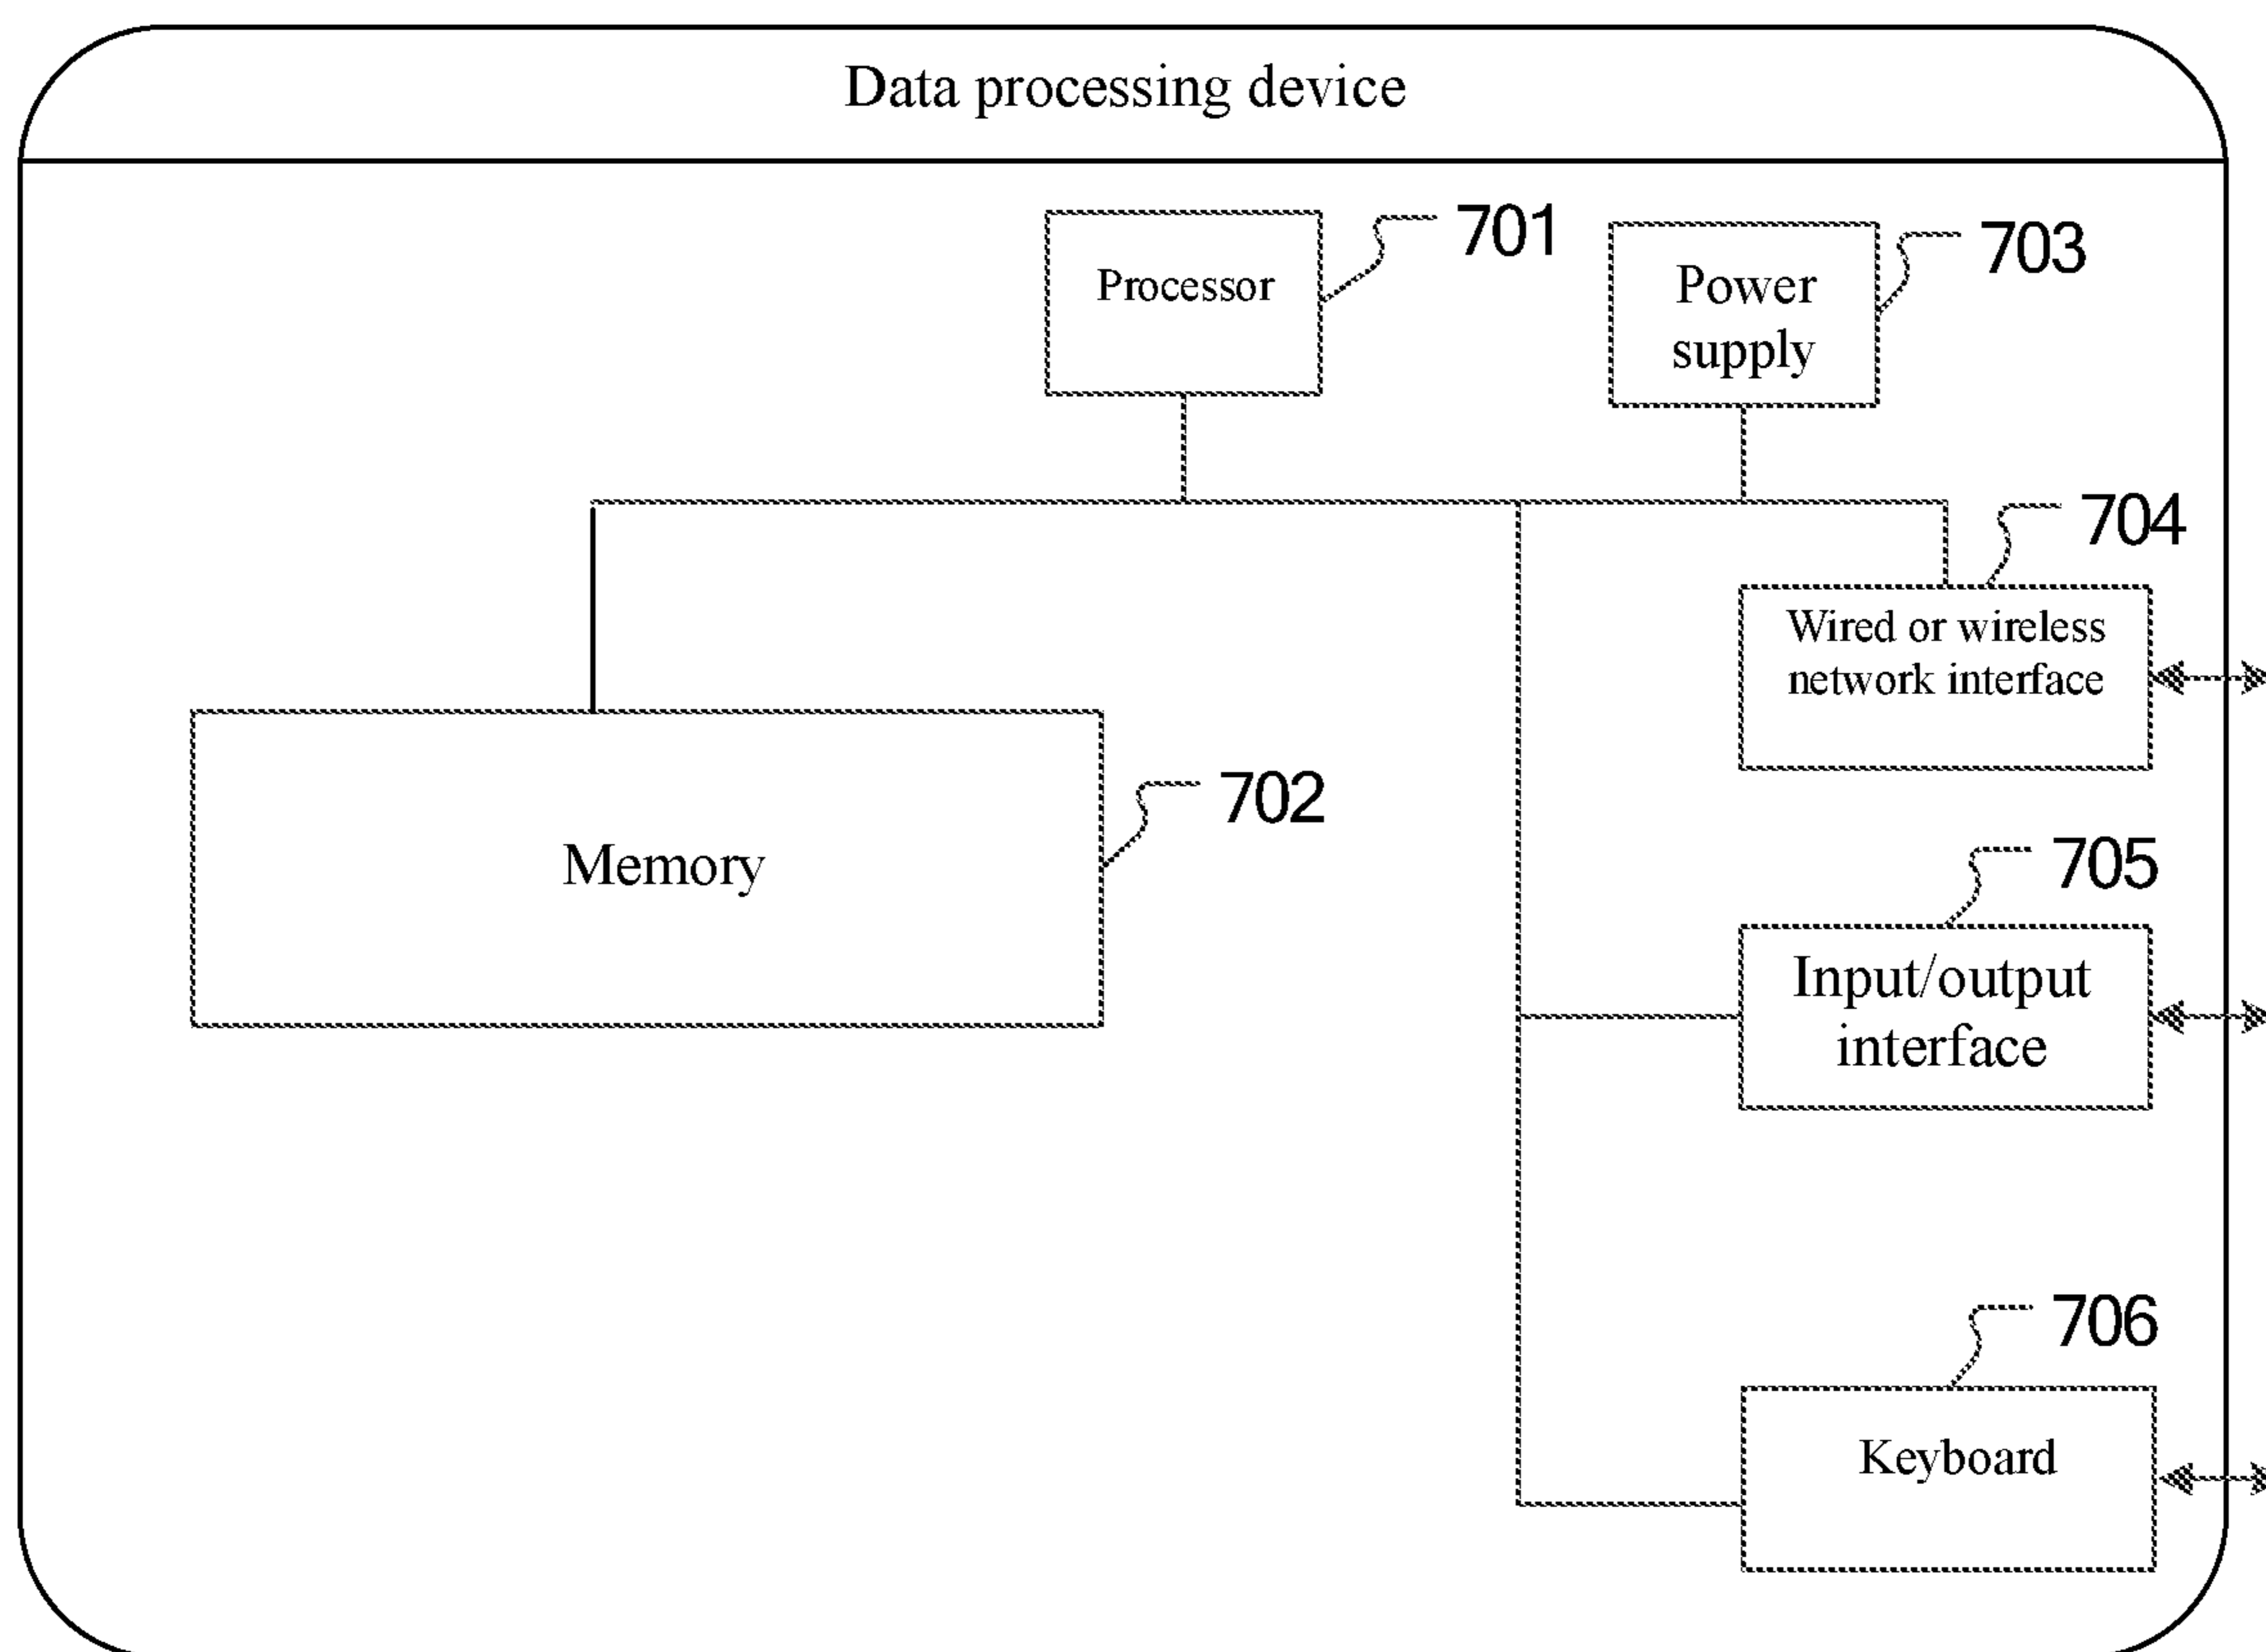 Data processing device
Processor
701
Power
supply
703
704
Wired or wireless
network interface
702
Memory
705
Input/output
interface
706
Keyboard